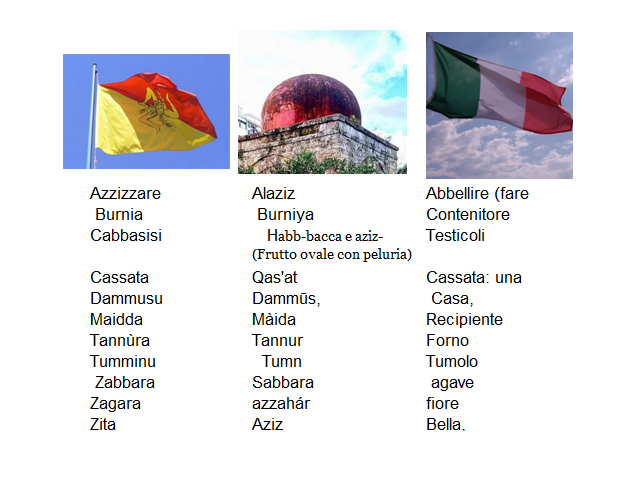 Azzizzare Alaziz Abbellire (fare
Burnia Burniya Contenitore
Cabbasisi Habb-bacca e aziz- Testicoli
(Frutto ovale con peluria)
Cassata Qas'at Cassata: una
Dammusu Dammūs, Casa,
Maidda Màida Recipiente
Tannùra Tannur Forno
Tumminu Tumn Tumolo
Zabbara Sabbara agave
Zagara azzahár fiore
Zita Aziz Bella,